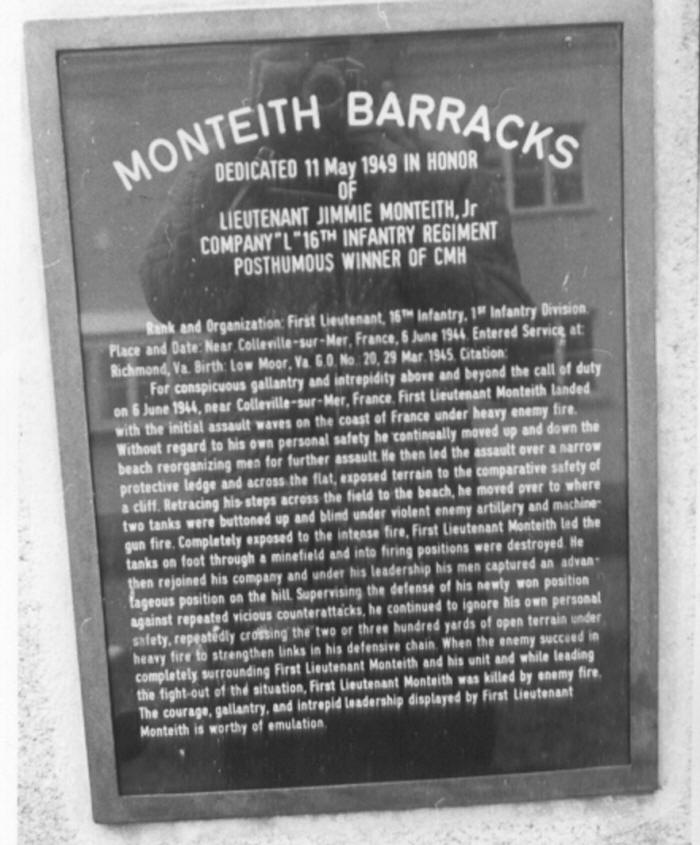 MONTEITH BARRACKS
DEDICATED 11 May 1949 IN HONOR
OF
LIEUTENANT JIMMIE MONTEITH, Jr
COMPANY "L" 16TH INFANTRY REGIMENT
POSTHUMOUS WINNER OF CMH
Rank and Organization: First Lieutenant, 16TH Infantry, 1ST Infantry Division.
Place and Date: Near Colleville-sur-Mer, France, 6 June 1944. Entered Service at:
Richmond, Va. Birth: Low Moor, Va. G.O. No.: 20, 29 Mar. 1945. Citation:
For conspicuous gallantry and intrepidity above and beyond the call of duty
on 6 June 1944, near Colleville-sur-Mer, France. First Lieutenant Monteith landed
with the initial assault waves on the coast of France under heavy enemy fire.
Without regard to his own personal safety he continually moved up and down the
beach reorganizing men for further assault. He then led the assault over a narrow
protective ledge and across the flat, exposed terrain to the comparative safety of
a cliff. Retracing his steps across the field to the beach, he moved over to where
two tanks were buttoned up and blind under violent enemy artillery and machine-
gun fire. Completely exposed to the intense fire, First Lieutenant Monteith led the
tanks on foot through a minefield and into firing positions were destroyed. He
then rejoined his company and under his leadership his men captured an advan-
tageous position on the hill. Supervising the defense of his newly won position
against repeated vicious counterattacks, he continued to ignore his own personal
safety, repeatedly crossing the two or three hundred yards of open terrain under
heavy fire to strengthen links in his defensive chain. When the enemy succued in
completely surrounding First Lieutenant Monteith and his unit and while leading
the fight-out of the situation, First Lieutenant Monteith was killed by enemy fire.
The courage, gallantry, and intrepid leadership displayed by First Lieutenant
Monteith is worthy of emulation.